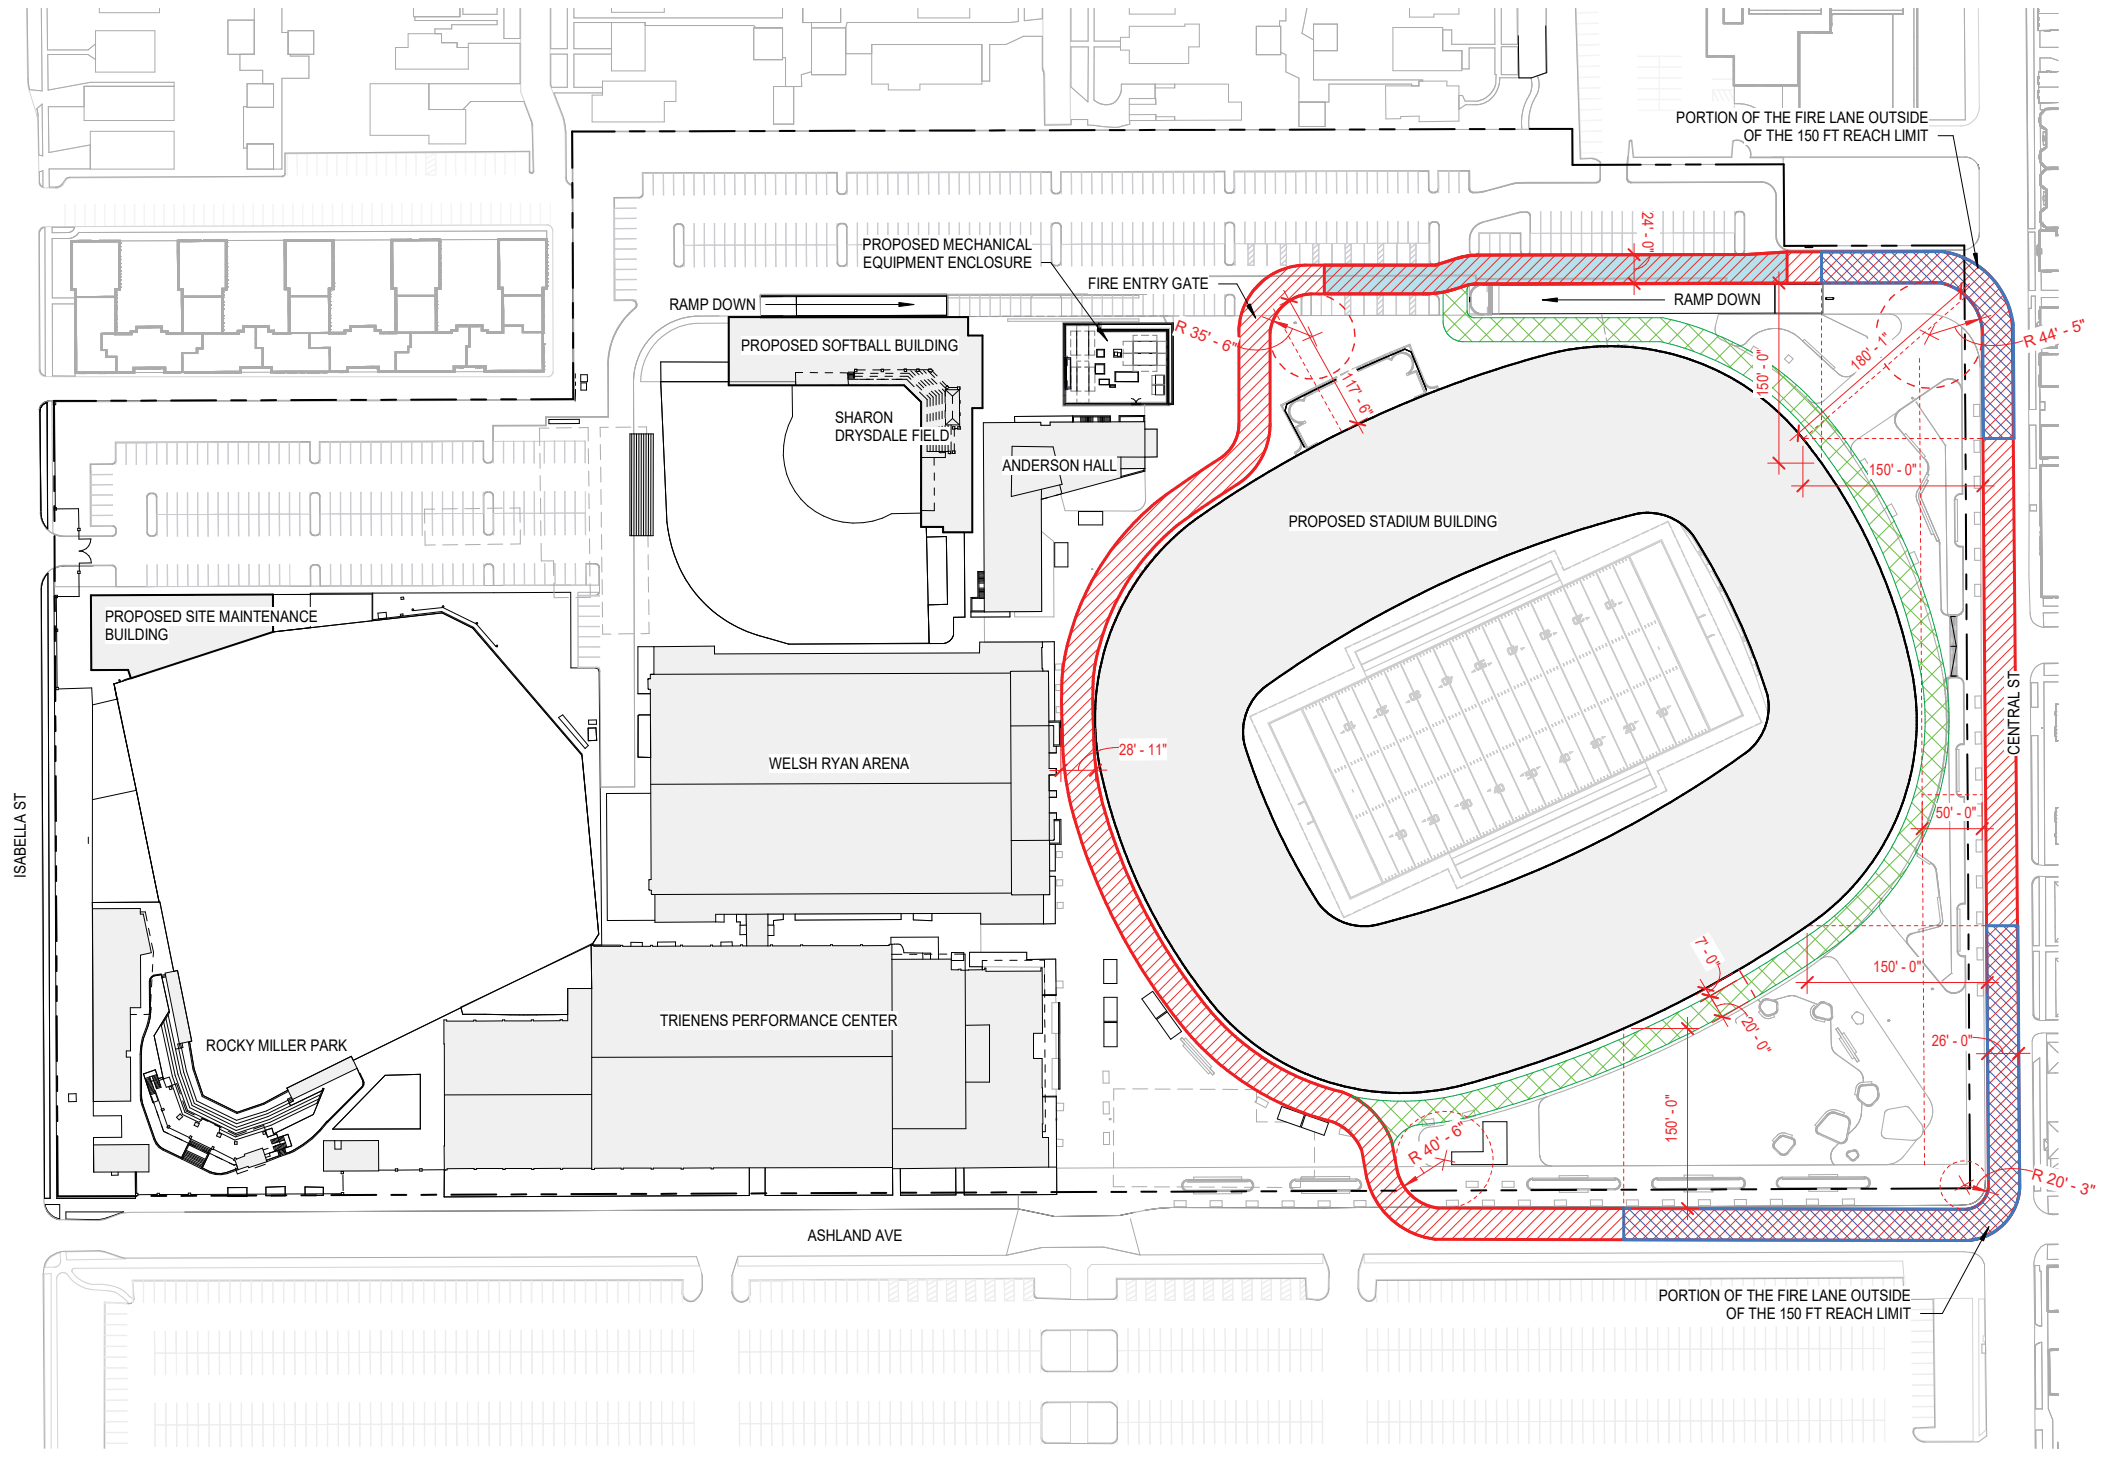 PORTION OF THE FIRE LANE OUTSIDE
OF THE 150 FT REACH LIMIT
24' - 0"
PROPOSED MECHANICAL
EQUIPMENT ENCLOSURE
FIRE ENTRY GATE
RAMP DOWN
RAMP DOWN
R 35' - 6"
R 44' - 5"
PROPOSED SOFTBALL BUILDING
150' - 0"
180' - 1"
117' - 6"
SHARON
DRYSDALE FIELD
ANDERSON HALL
150' - 0"
PROPOSED STADIUM BUILDING
PROPOSED SITE MAINTENANCE
BUILDING
CENTRAL ST
28' - 11"
WELSH RYAN ARENA
ISABELLA ST
50' - 0"
7' - 0"
150' - 0"
TRIENENS PERFORMANCE CENTER
20' - 0"
26' - 0"
ROCKY MILLER PARK
150' - 0"
R 40' - 6"
R 20' - 3"
ASHLAND AVE
PORTION OF THE FIRE LANE OUTSIDE
OF THE 150 FT REACH LIMIT